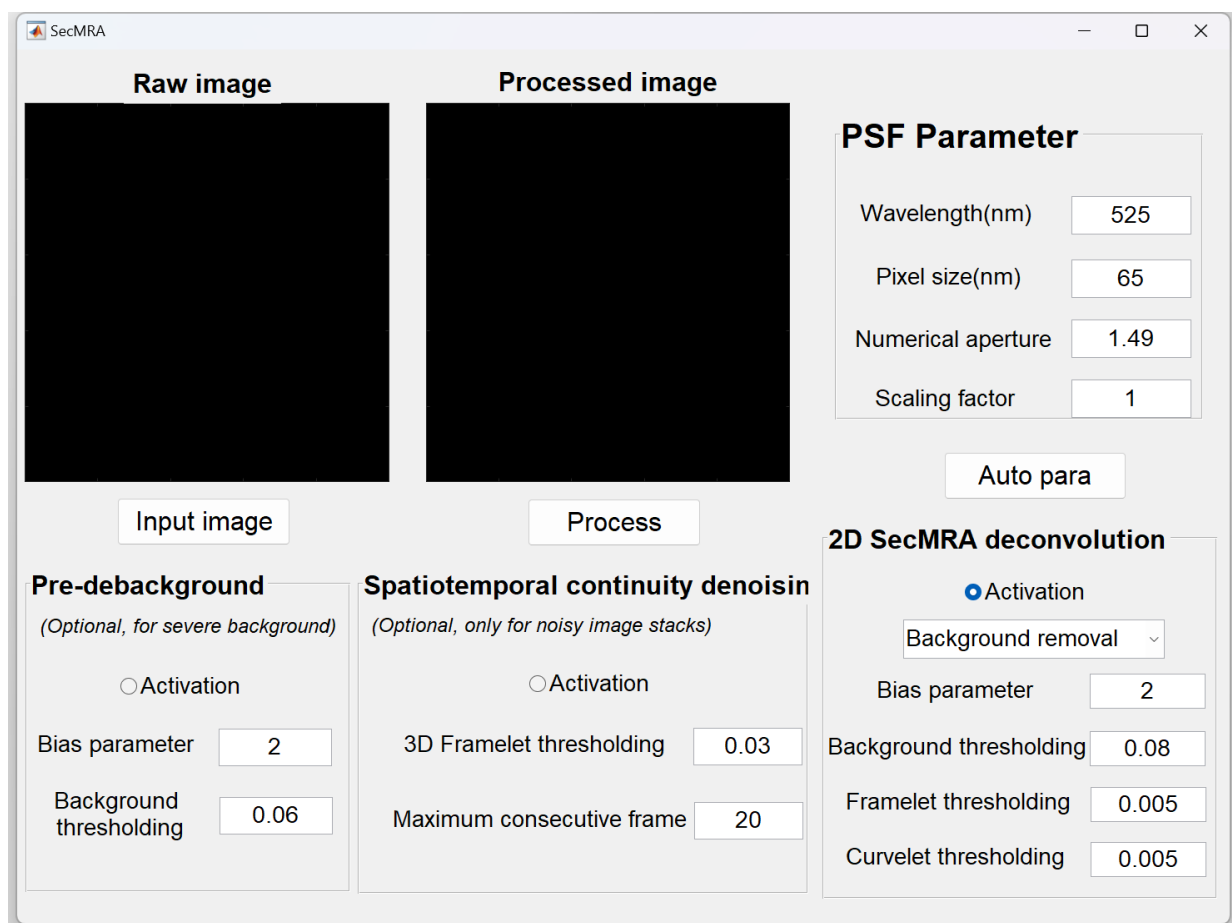 SecMRA
Raw image
Processed image
PSF Parameter
Wavelength(nm) 525
Pixel size(nm) 65
Numerical aperture 1.49
Scaling factor 1
Auto para
Input image
Process
Pre-debackground
(Optional, for severe background)
Activation
Bias parameter 2
Background
thresholding 0.06
Spatiotemporal continuity denoisin
(Optional, only for noisy image stacks)
Activation
3D Framelet thresholding 0.03
Maximum consecutive frame 20
2D SecMRA deconvolution
Activation
Background removal
Bias parameter 2
Background thresholding 0.08
Framelet thresholding 0.005
Curvelet thresholding 0.005